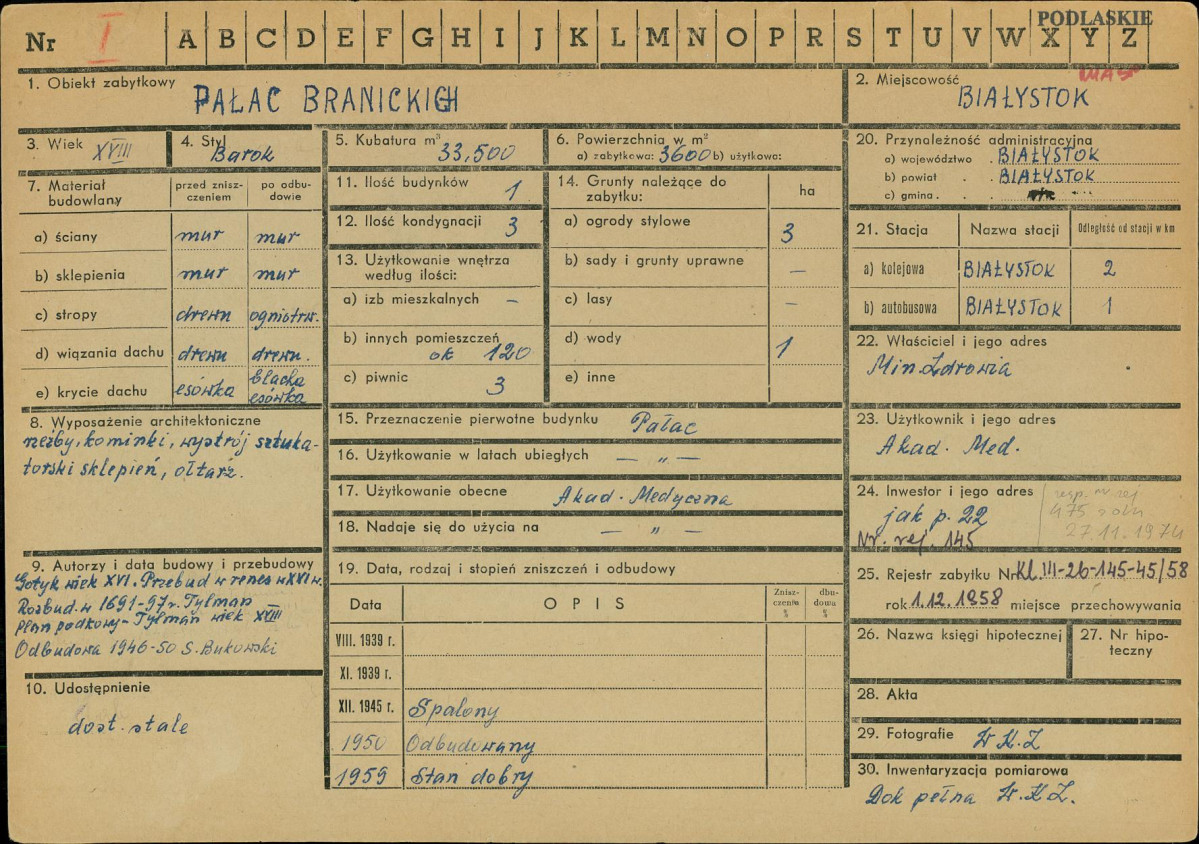 PODLASKIE
Nr I A B C D E F G H I J K L M N O P R S T U V W X Y Z
1. Obiekt zabytkowy
PAŁAC BRANICKICH
2. Miejscowość
BIAŁYSTOK
3. Wiek XVIII
4. Styl Barok
5. Kubatura m³ 33,500
6. Powierzchnia w m²
a) zabytkowa: 3600 b) użytkowa:
20. Przynależność administracyjna
a) województwo . BIAŁYSTOK
b) powiat . BIAŁYSTOK
c) gmina . .
7. Materiał budowlany
przed zniszczeniem
po odbudowie
a) ściany mur mur
b) sklepienia mur mur
c) stropy drewn ogniotrw.
d) wiązania dachu drewn drewn.
e) krycie dachu esówka blacha esówka
11. Ilość budynków 1
12. Ilość kondygnacji 3
13. Użytkowanie wnętrza według ilości:
a) izb mieszkalnych –
b) innych pomieszczeń
ok 120
c) piwnic 3
14. Grunty należące do zabytku: ha
a) ogrody stylowe 3
b) sady i grunty uprawne –
c) lasy –
d) wody 1
e) inne
21. Stacja Nazwa stacji Odległość od stacji w km
a) kolejowa BIAŁYSTOK 2
b) autobusowa BIAŁYSTOK 1
22. Właściciel i jego adres
Min. Zdrowia
8. Wyposażenie architektoniczne
rzeźby, kominki, wystrój sztuka-
torski sklepień, ołtarz.
15. Przeznaczenie pierwotne budynku Pałac
16. Użytkowanie w latach ubiegłych — „ —
17. Użytkowanie obecne Akad. Medyczna
18. Nadaje się do użycia na — „ —
23. Użytkownik i jego adres
Akad. Med.
24. Inwestor i jego adres
jak p. 22
Nr. rej. 145
475
27.11.1974
9. Autorzy i data budowy i przebudowy
Gotyk wiek XVI. Przebud w renes w XVI w.
Rozbud. w 1691-97 r. Tylman
Plan podkowy - Tylman wiek XVIII
Odbudowa 1946-50 S. Bukowski
10. Udostępnienie
dost. stale
19. Data, rodzaj i stopień zniszczeń i odbudowy
Data OPIS Zniszczenie % dbudowa %
VIII. 1939 r.
XI. 1939 r.
XII. 1945 r. Spalony
1950 Odbudowany
1959 Stan dobry
25. Rejestr zabytku Nr Kl. III-26-145-45/58
rok 1.12.1958 miejsce przechowywania
26. Nazwa księgi hipotecznej
27. Nr hipoteczny
28. Akta
29. Fotografie W.K.Z
30. Inwentaryzacja pomiarowa
Dok pełna W.K.Z.